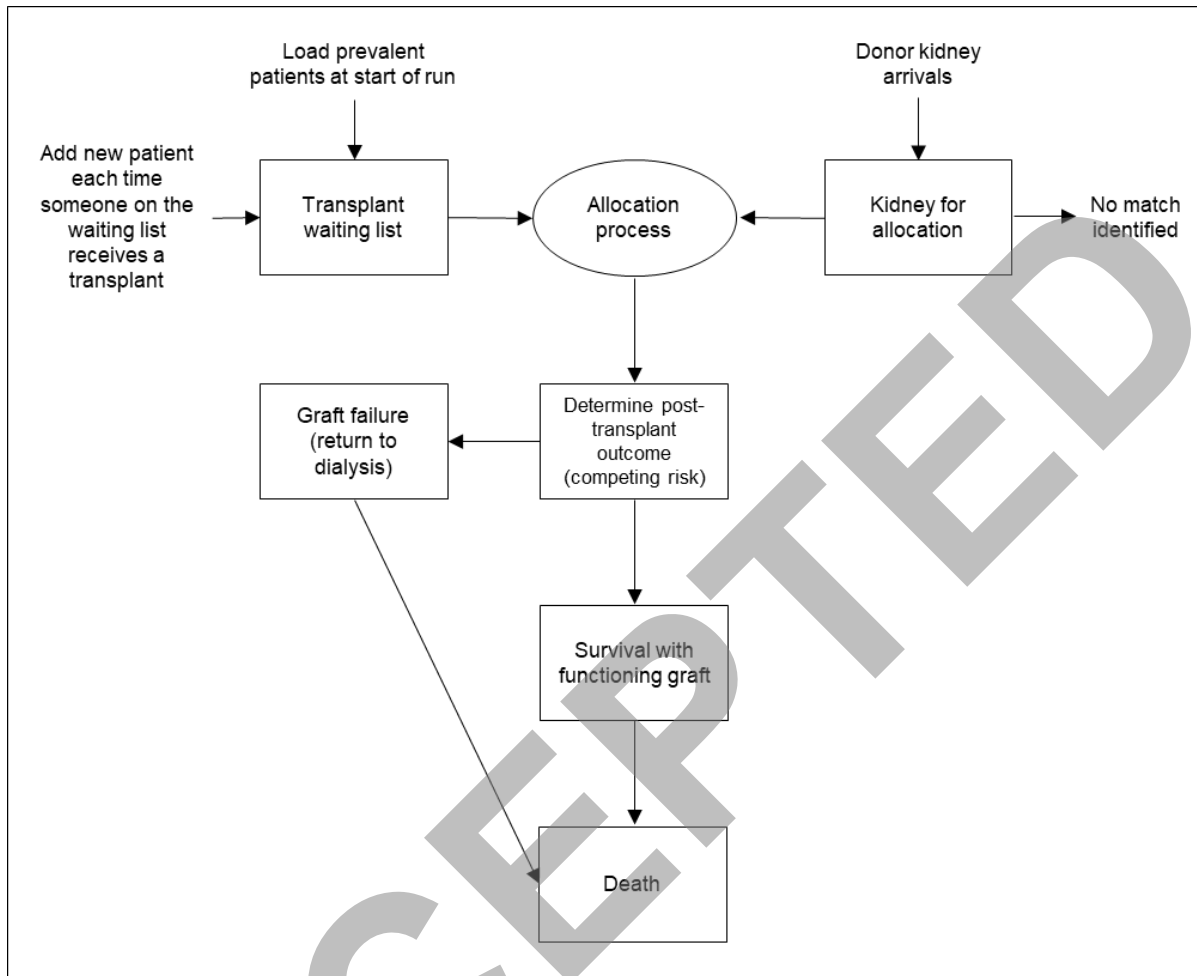 Load prevalent
patients at start of run
Donor kidney
arrivals
Add new patient
each time
someone on the
waiting list
receives a
transplant
Transplant
waiting list
Allocation
process
Kidney for
allocation
No match
identified
Graft failure
(return to
dialysis)
Determine post-
transplant
outcome
(competing risk)
Survival with
functioning graft
Death
CEPTED